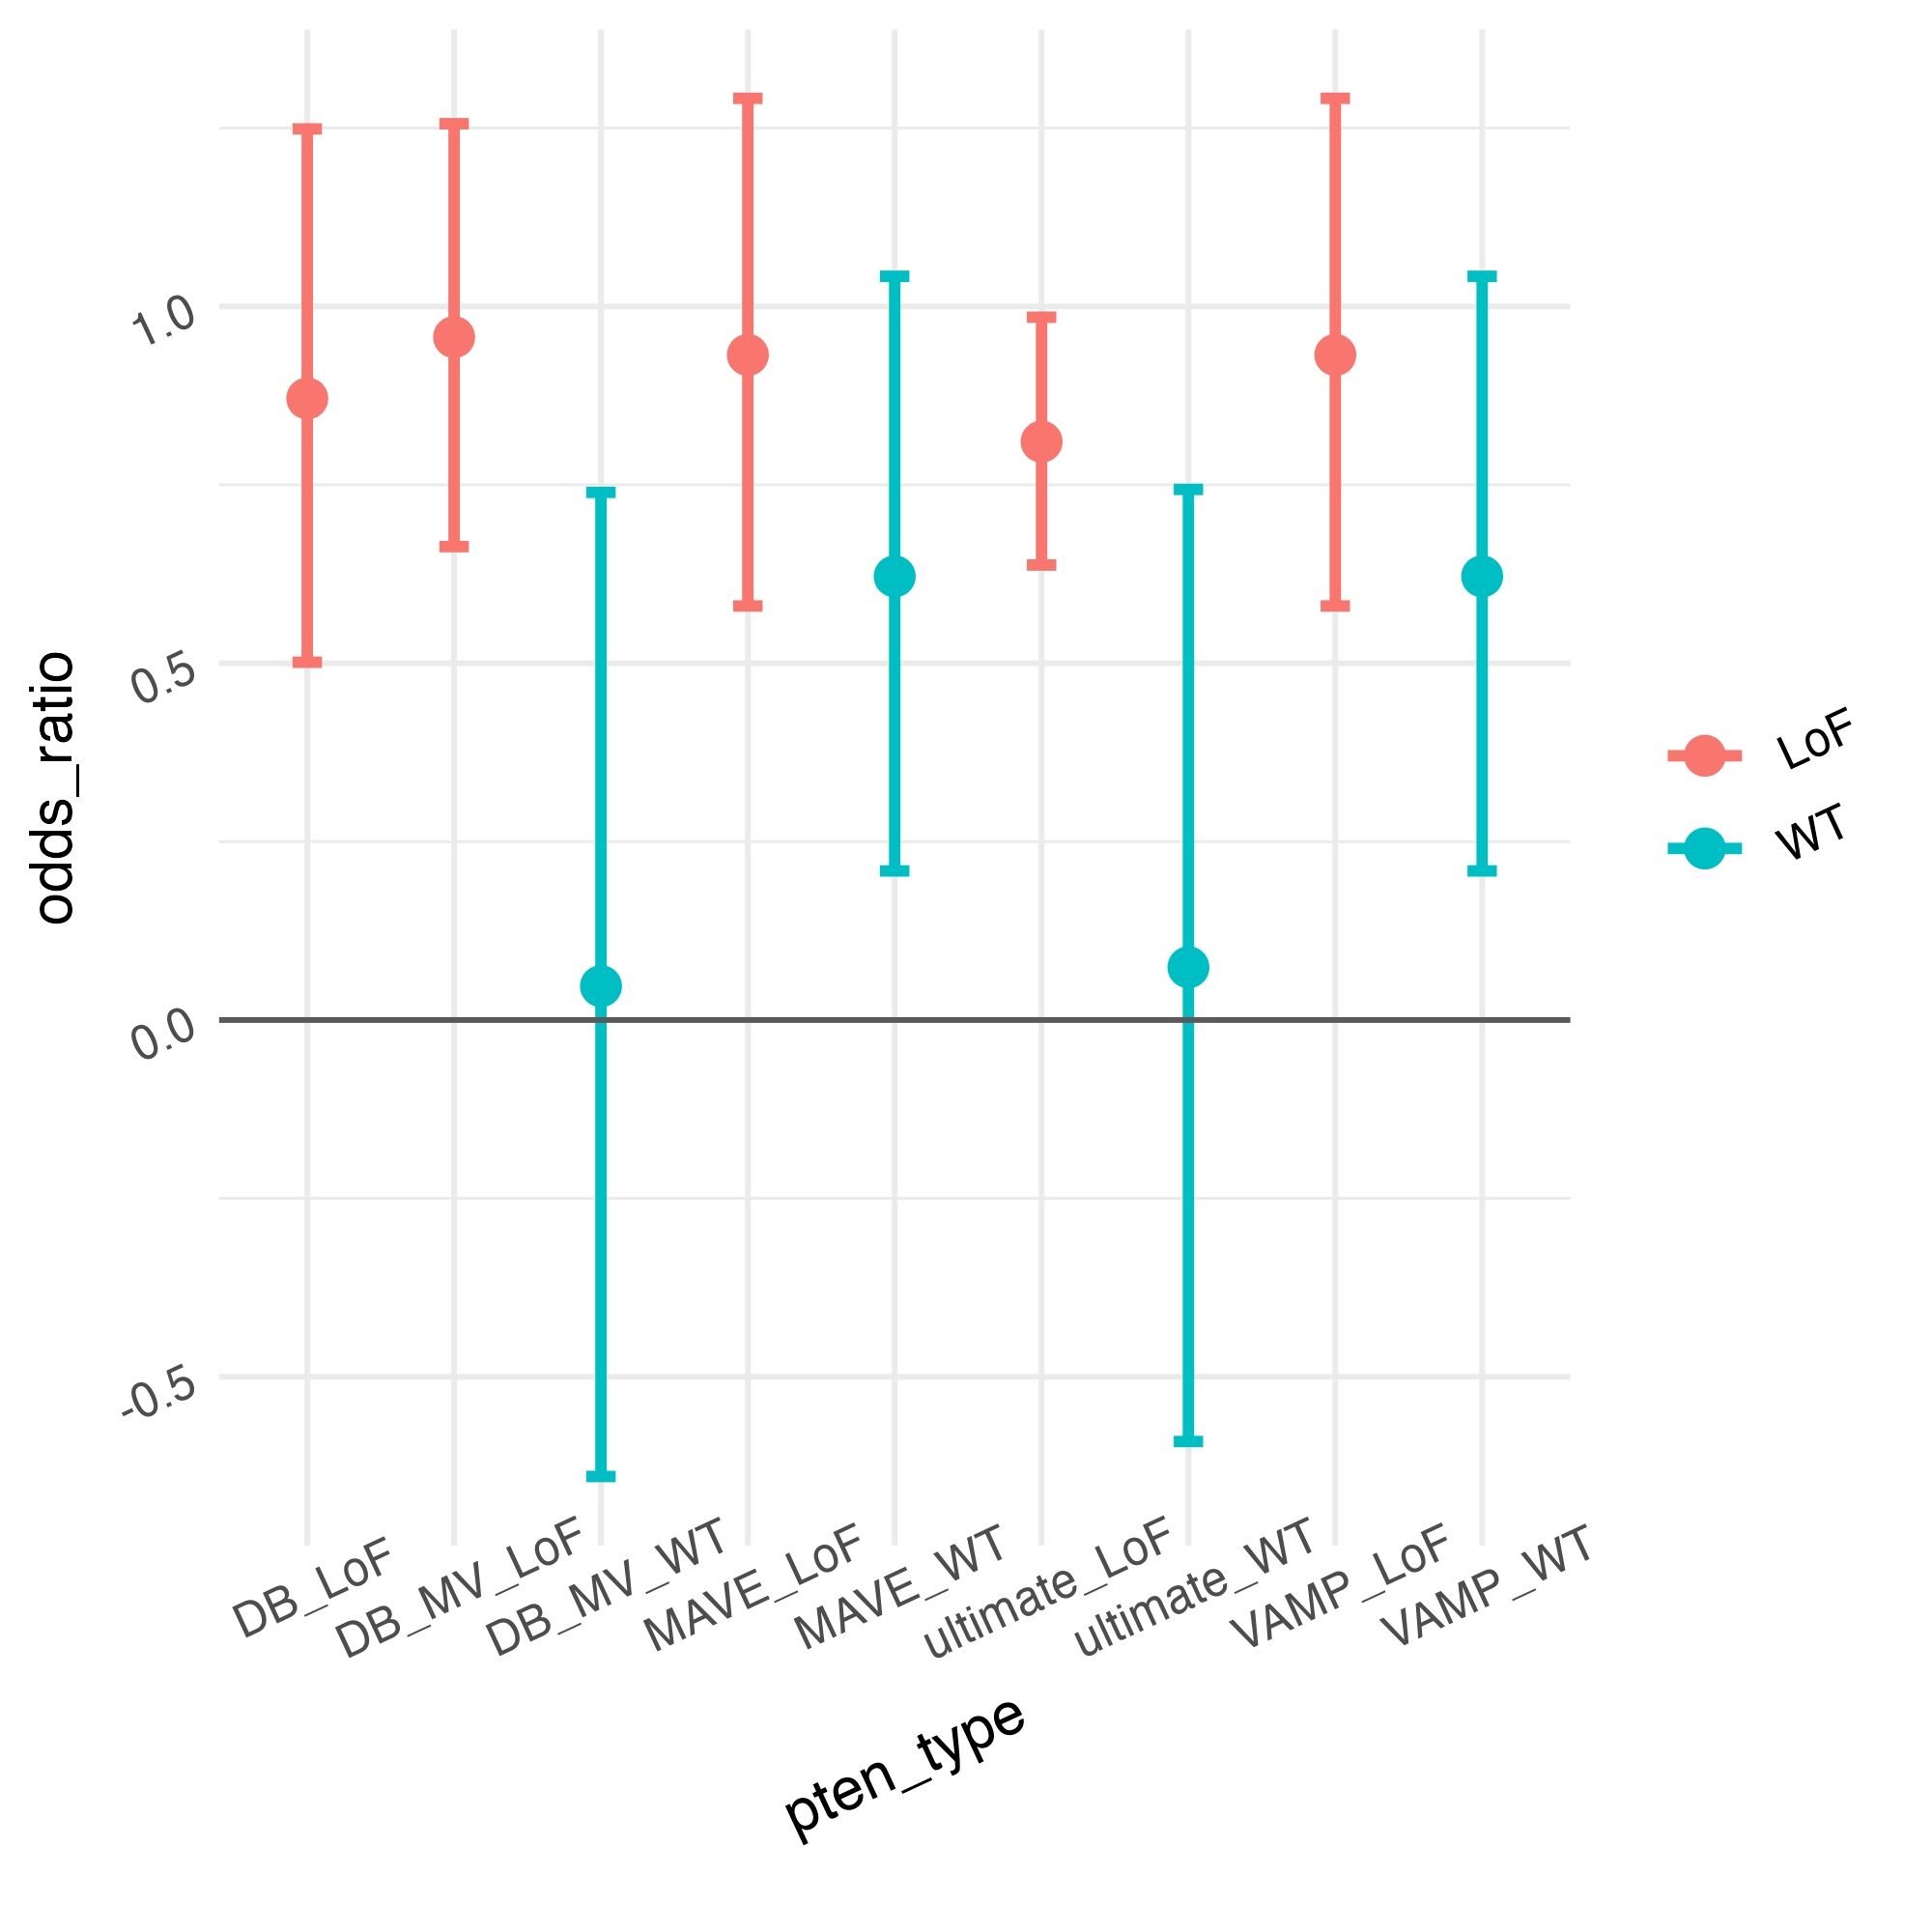 odds_ratio
1.0
0.5
0.0
-0.5
DB_LoF
DB_MV_LoF
DB_MV_WT
MAVE_LoF
MAVE_WT
ultimate_LoF
ultimate_WT
VAMP_LoF
VAMP_WT
pten_type
LoF
WT